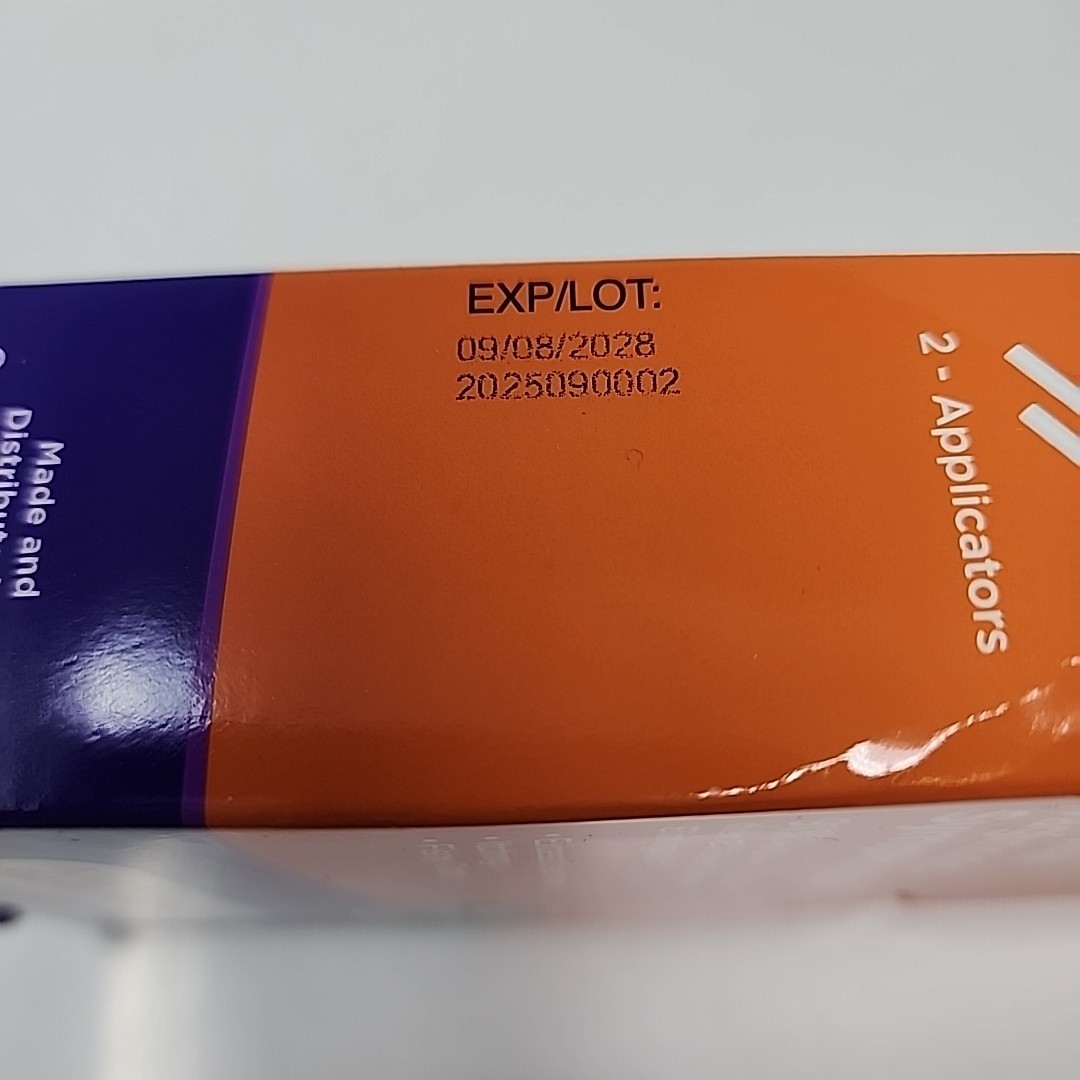 EXP/LOT:
09/08/2028
2025090002
2 - Applicators
Made and